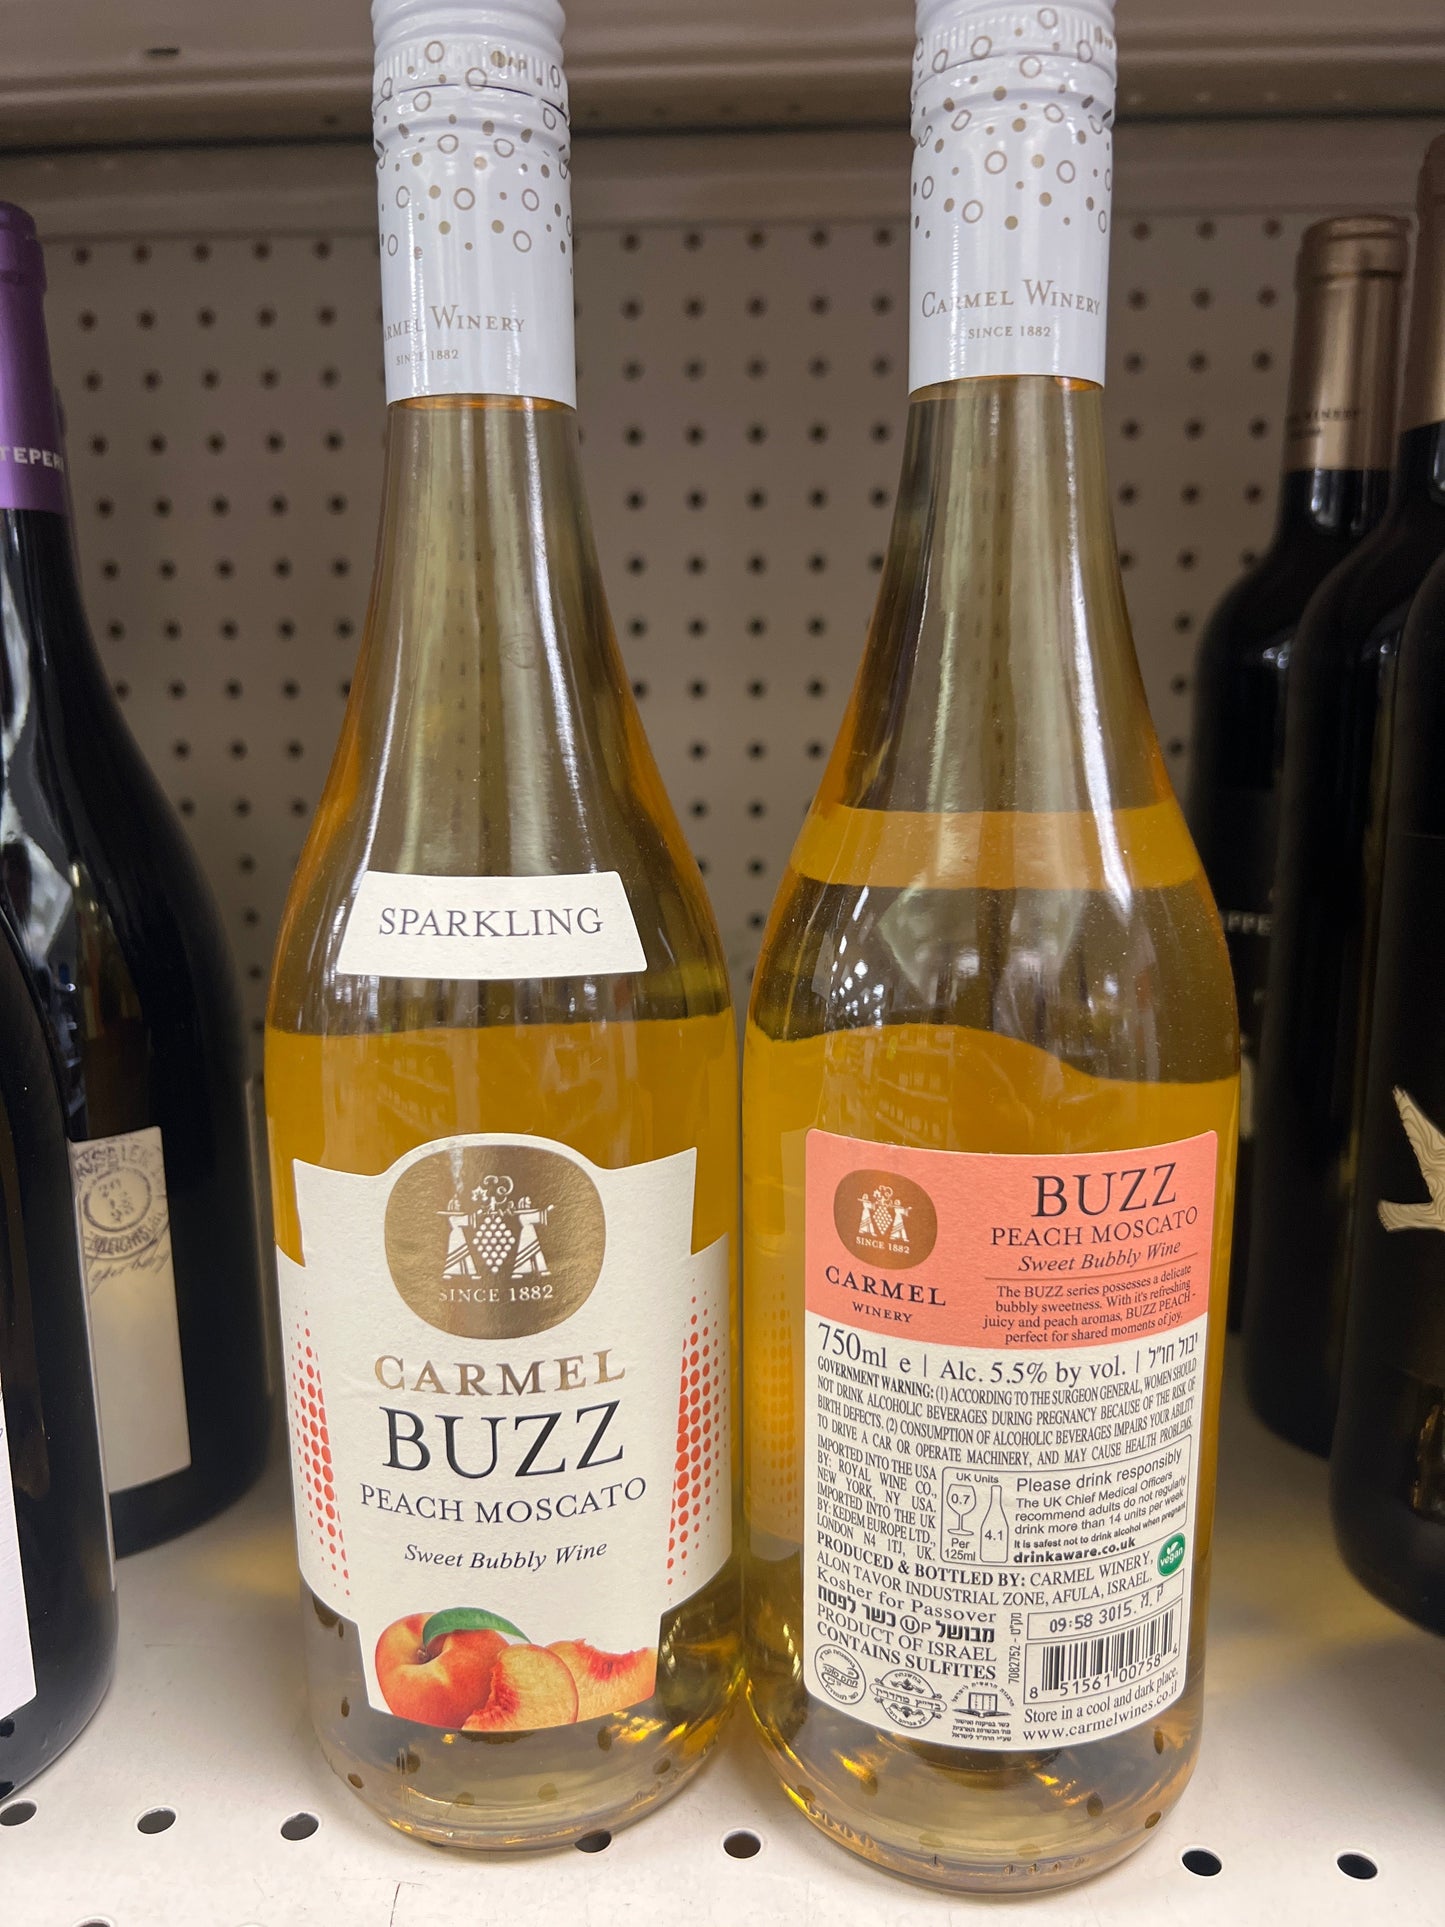 CARMEL WINERY
SINCE 1882
SPARKLING
SINCE 1882
CARMEL
BUZZ
PEACH MOSCATO
Sweet Bubbly Wine
CARMEL WINERY
SINCE 1882
SINCE 1882
CARMEL
WINERY
BUZZ
PEACH MOSCATO
Sweet Bubbly Wine
The BUZZ series possesses a delicate
bubbly sweetness. With it's refreshing
juicy and peach aromas, BUZZ PEACH -
perfect for shared moments of joy.
750ml e | Alc. 5.5% by vol. | יבול חו"ל
GOVERNMENT WARNING: (1) ACCORDING TO THE SURGEON GENERAL, WOMEN SHOULD
NOT DRINK ALCOHOLIC BEVERAGES DURING PREGNANCY BECAUSE OF THE RISK OF
BIRTH DEFECTS. (2) CONSUMPTION OF ALCOHOLIC BEVERAGES IMPAIRS YOUR ABILITY
TO DRIVE A CAR OR OPERATE MACHINERY, AND MAY CAUSE HEALTH PROBLEMS.
IMPORTED INTO THE USA
BY: ROYAL WINE CO.,
NEW YORK, NY USA.
IMPORTED INTO THE UK
BY: KEDEM EUROPE LTD.,
LONDON N4 1TJ, UK.
UK Units
0.7
4.1
Per
125ml
Please drink responsibly
The UK Chief Medical Officers
recommend adults do not regularly
drink more than 14 units per week
It is safest not to drink alcohol when pregnant
drinkaware.co.uk
PRODUCED & BOTTLED BY: CARMEL WINERY,
ALON TAVOR INDUSTRIAL ZONE, AFULA, ISRAEL.
vegan
Kosher for Passover
מבושל UP כשר לפסח
PRODUCT OF ISRAEL
CONTAINS SULFITES
09:58 3015.
7082752 - מק"ט
8 51561 00758 4
Store in a cool and dark place.
www.carmelwines.co.il
TEPER
PPE